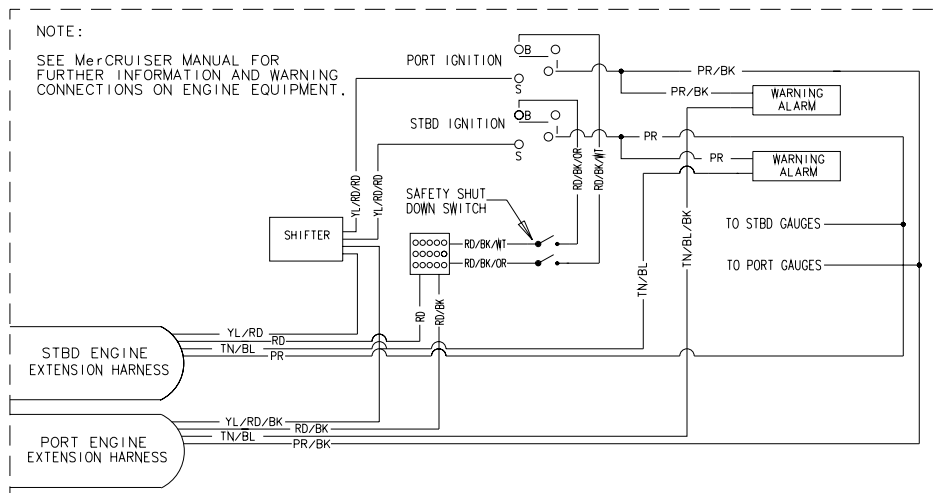 NOTE:
SEE MerCRUISER MANUAL FOR
FURTHER INFORMATION AND WARNING
CONNECTIONS ON ENGINE EQUIPMENT.
PORT IGNITION
B
S
PR/BK
PR/BK
WARNING
ALARM
STBD IGNITION
B
S
PR
PR
WARNING
ALARM
YL/RD/RD
YL/RD/RD
RD/BK/OR
RD/BK/WT
SAFETY SHUT
DOWN SWITCH
SHIFTER
RD/BK/WT
RD/BK/OR
TO STBD GAUGES
TO PORT GAUGES
TN/BL
TN/BL/BK
RD
RD/BK
STBD ENGINE
EXTENSION HARNESS
YL/RD
RD
TN/BL
PR
PORT ENGINE
EXTENSION HARNESS
YL/RD/BK
RD/BK
TN/BL
PR/BK